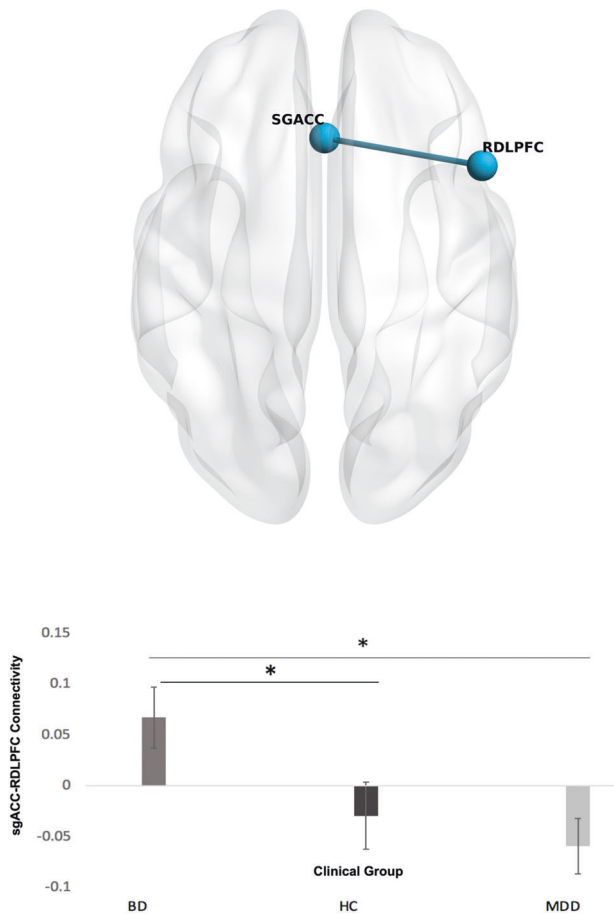 SGACC
RDLPFC
sgACC-RDLPFC Connectivity
0.15
*
0.1
*
0.05
0
-0.05
Clinical Group
-0.1
BD HC MDD